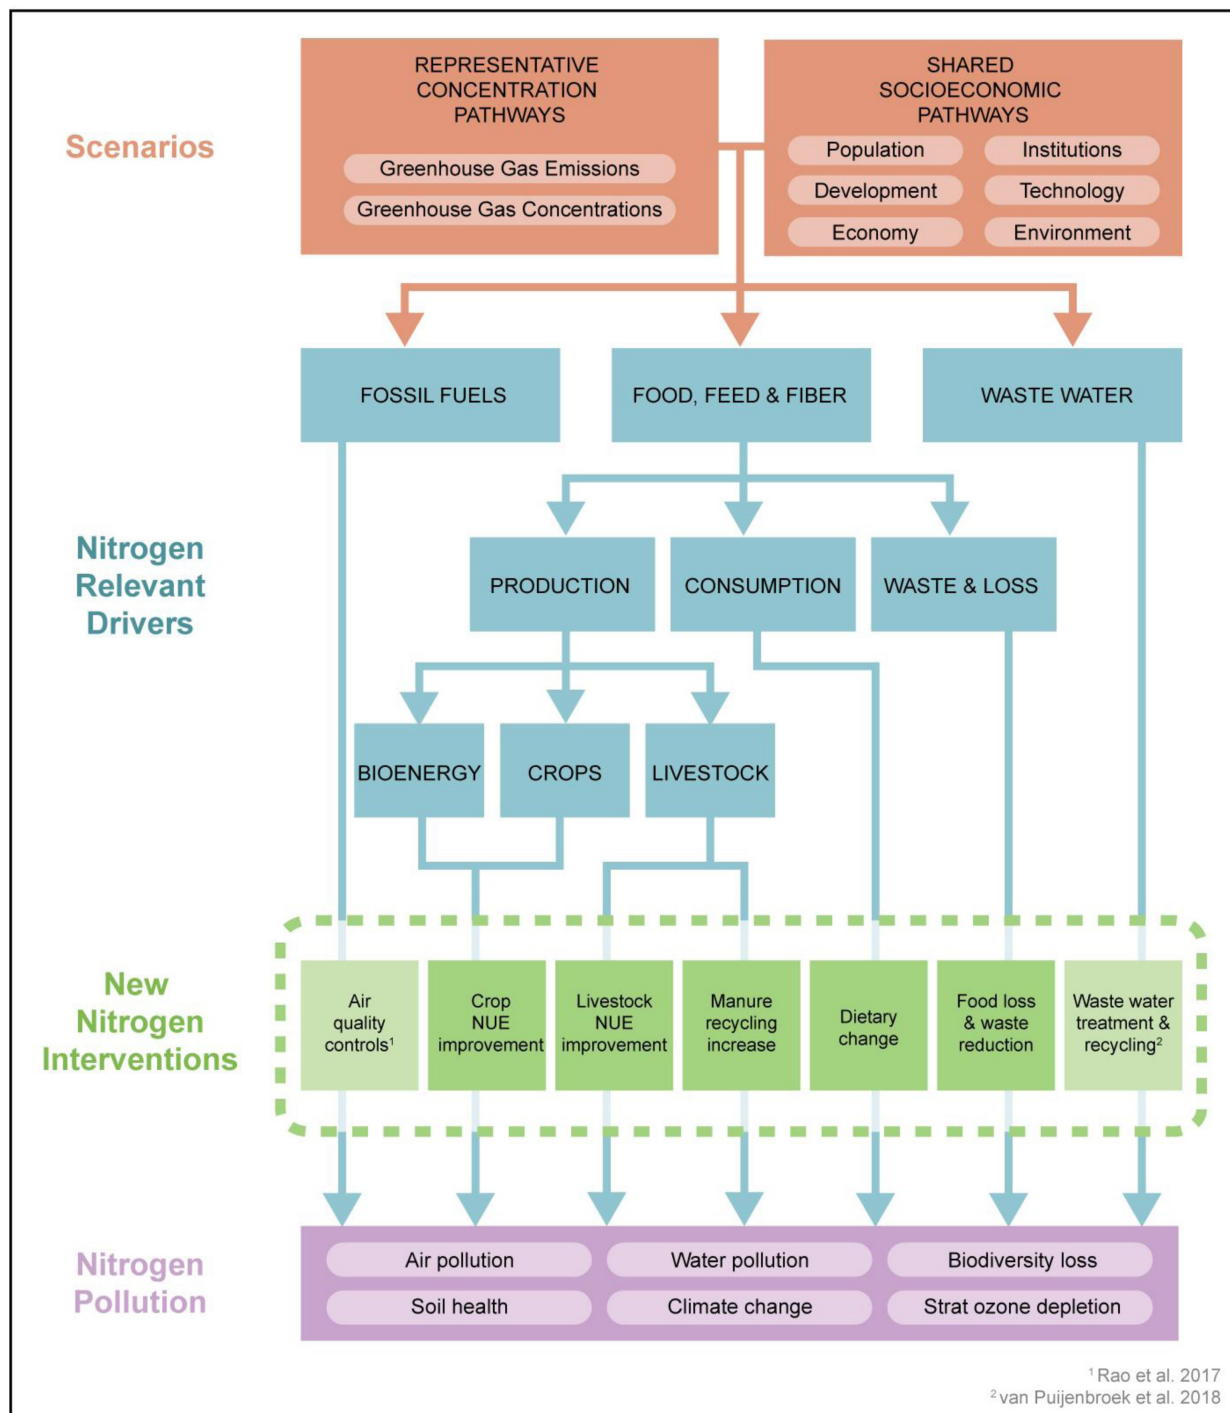 Scenarios
REPRESENTATIVE
CONCENTRATION
PATHWAYS
Greenhouse Gas Emissions
Greenhouse Gas Concentrations
SHARED
SOCIOECONOMIC
PATHWAYS
Population
Institutions
Development
Technology
Economy
Environment
Nitrogen
Relevant
Drivers
FOSSIL FUELS
FOOD, FEED & FIBER
WASTE WATER
PRODUCTION
CONSUMPTION
WASTE & LOSS
BIOENERGY
CROPS
LIVESTOCK
New
Nitrogen
Interventions
Air
quality
controls¹
Crop
NUE
improvement
Livestock
NUE
improvement
Manure
recycling
increase
Dietary
change
Food loss
& waste
reduction
Waste water
treatment &
recycling²
Nitrogen
Pollution
Air pollution
Water pollution
Biodiversity loss
Soil health
Climate change
Strat ozone depletion
¹ Rao et al. 2017
² van Puijenbroek et al. 2018